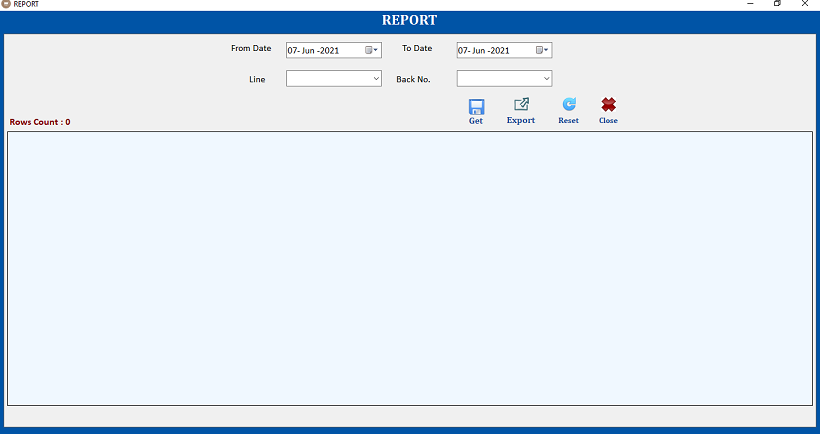 REPORT
REPORT
From Date 07- Jun -2021 To Date 07- Jun -2021
Line Back No.
Get Export Reset Close
Rows Count : 0